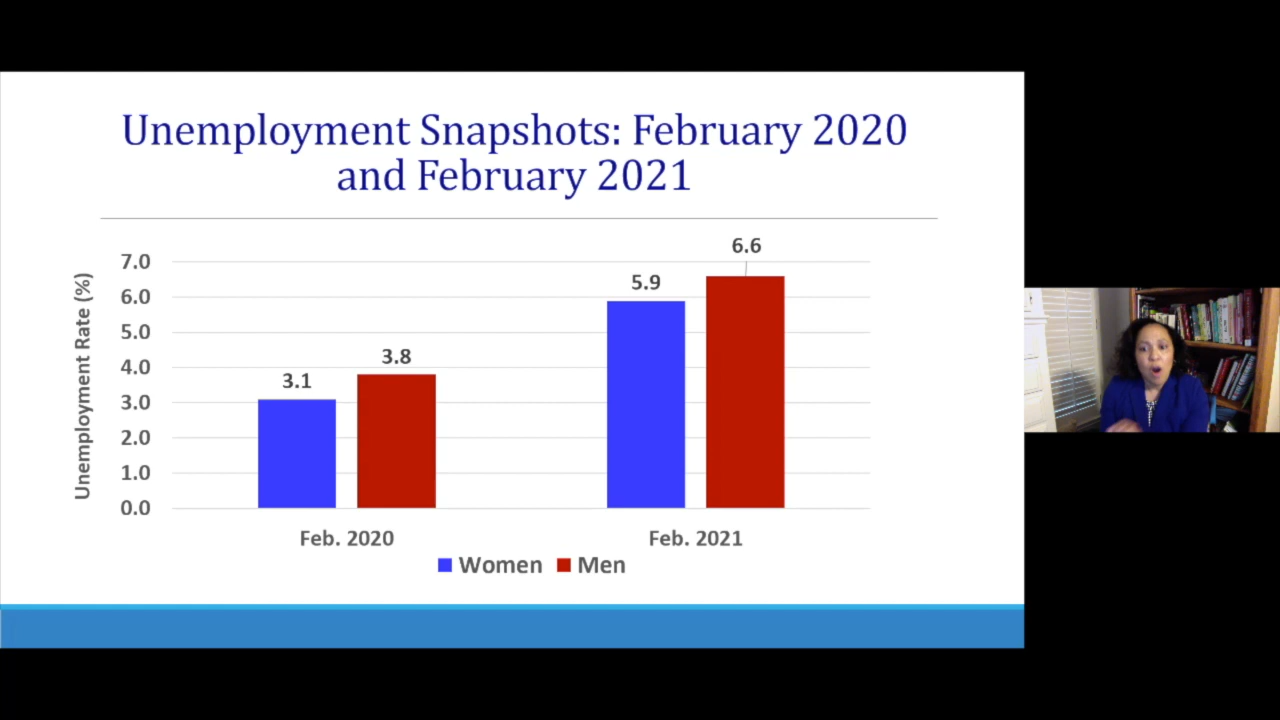 Unemployment Snapshots: February 2020
and February 2021
Unemployment Rate (%)
7.0
6.0
5.0
4.0
3.0
2.0
1.0
0.0
3.1
3.8
5.9
6.6
Feb. 2020
Feb. 2021
Women
Men